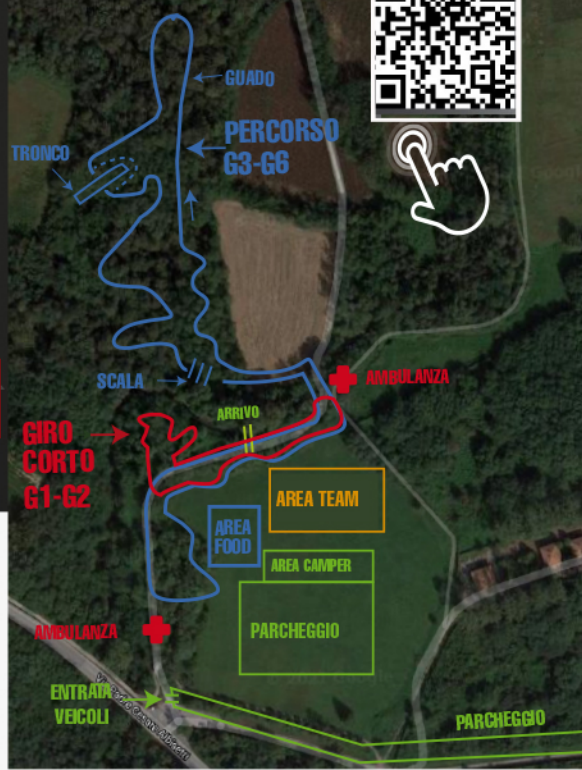 GUADO
PERCORSO
G3-G6
TRONCO
SCALA
AMBULANZA
ARRIVO
GIRO
CORTO
G1-G2
AREA TEAM
AREA
FOOD
AREA CAMPER
PARCHEGGIO
AMBULANZA
ENTRATA
VEICOLI
PARCHEGGIO